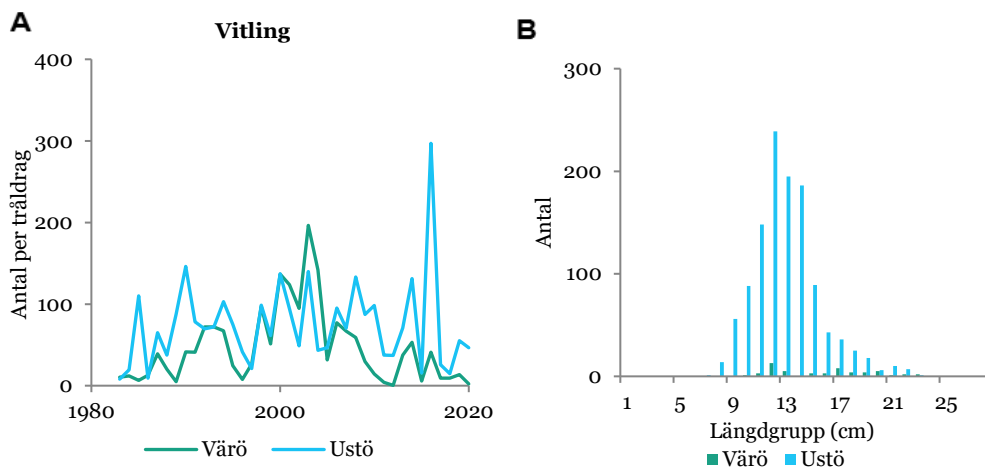 A
Vitling
400
300
200
100
0
Antal per tråldrag
1980
2000
2020
Värö
Ustö
B
300
200
100
0
Antal
1
5
9
13
17
21
25
Längdgrupp (cm)
Värö
Ustö